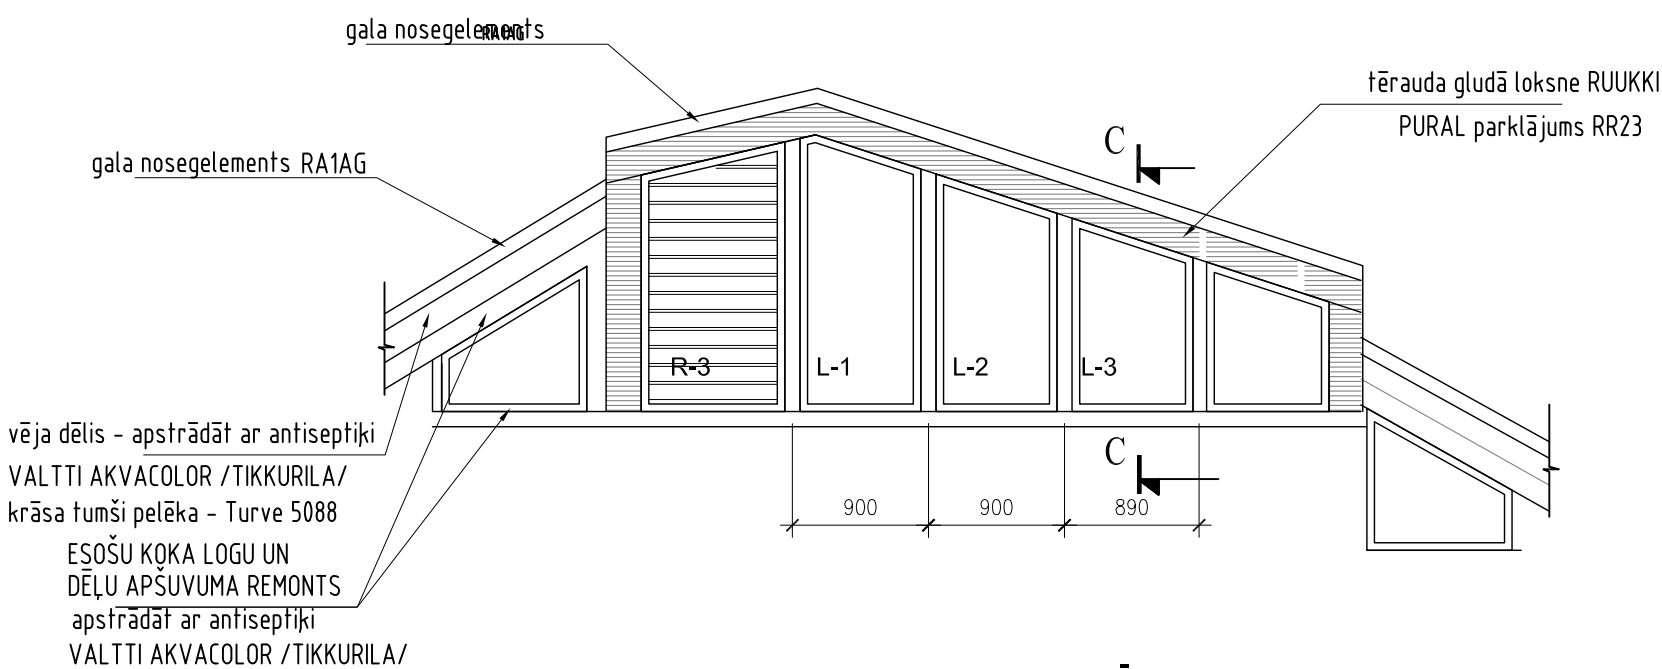 gala nosegelements
RA1AG
tērauda gludā loksne RUUKKI
PURAL parklājums RR23
gala nosegelements RA1AG
C
R-3
L-1
L-2
L-3
vēja dēlis - apstrādāt ar antiseptiķi
VALTTI AKVACOLOR /TIKKURILA/
krāsa tumši pelēka - Turve 5088
C
900
900
890
ESOŠU KOKA LOGU UN
DĒĻU APŠUVUMA REMONTS
apstrādāt ar antiseptiķi
VALTTI AKVACOLOR /TIKKURILA/